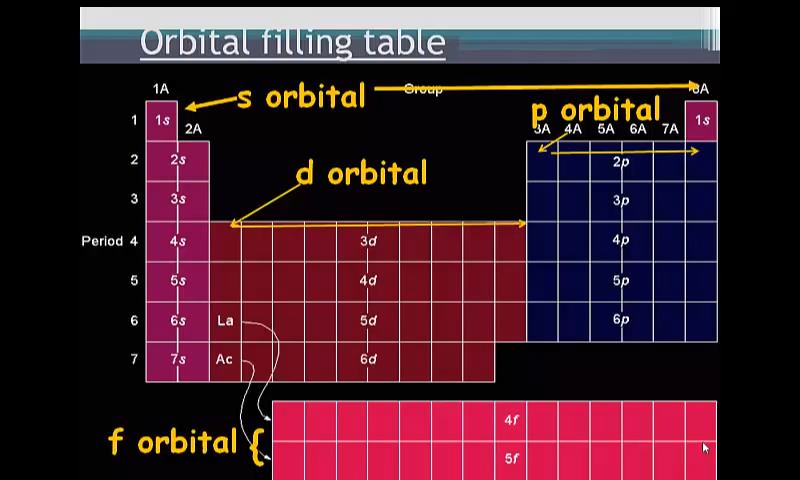 Orbital filling table
1A
s orbital
Group
8A
1
1s
2A
p orbital
3A 4A 5A 6A 7A
1s
2
2s
2p
d orbital
3
3s
3p
Period 4
4s
3d
4p
5
5s
4d
5p
6
6s
La
5d
6p
7
7s
Ac
6d
4f
f orbital {
5f